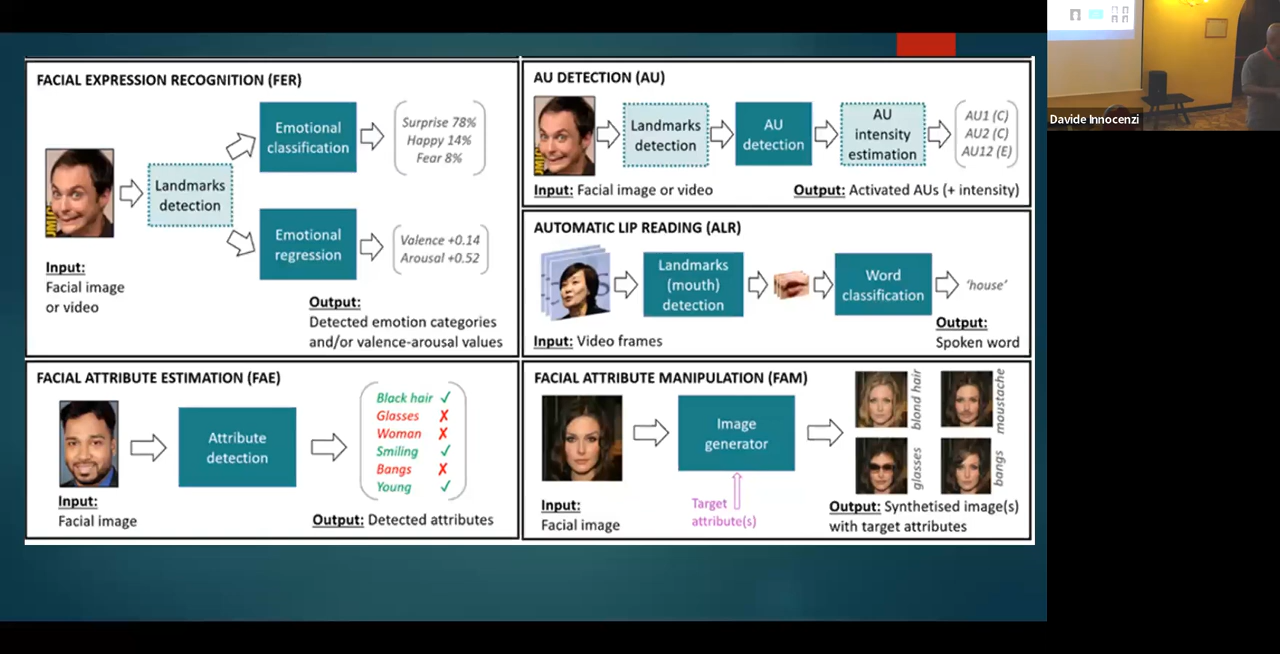 FACIAL EXPRESSION RECOGNITION (FER)
Landmarks
detection
Emotional
classification
Surprise 78%
Happy 14%
Fear 8%
Emotional
regression
Valence +0.14
Arousal +0.52
Input:
Facial image
or video
Output:
Detected emotion categories
and/or valence-arousal values
AU DETECTION (AU)
Landmarks
detection
AU
detection
AU
intensity
estimation
AU1 (C)
AU2 (C)
AU12 (E)
Input: Facial image or video
Output: Activated AUs (+ intensity)
AUTOMATIC LIP READING (ALR)
Landmarks
(mouth)
detection
Word
classification
‘house’
Input: Video frames
Output:
Spoken word
FACIAL ATTRIBUTE ESTIMATION (FAE)
Attribute
detection
Black hair ✓
Glasses ✗
Woman ✗
Smiling ✓
Bangs ✗
Young ✓
Input:
Facial image
Output: Detected attributes
FACIAL ATTRIBUTE MANIPULATION (FAM)
Image
generator
Target
attribute(s)
blond hair
moustache
glasses
bangs
Input:
Facial image
Output: Synthetised image(s)
with target attributes
Davide Innocenzi